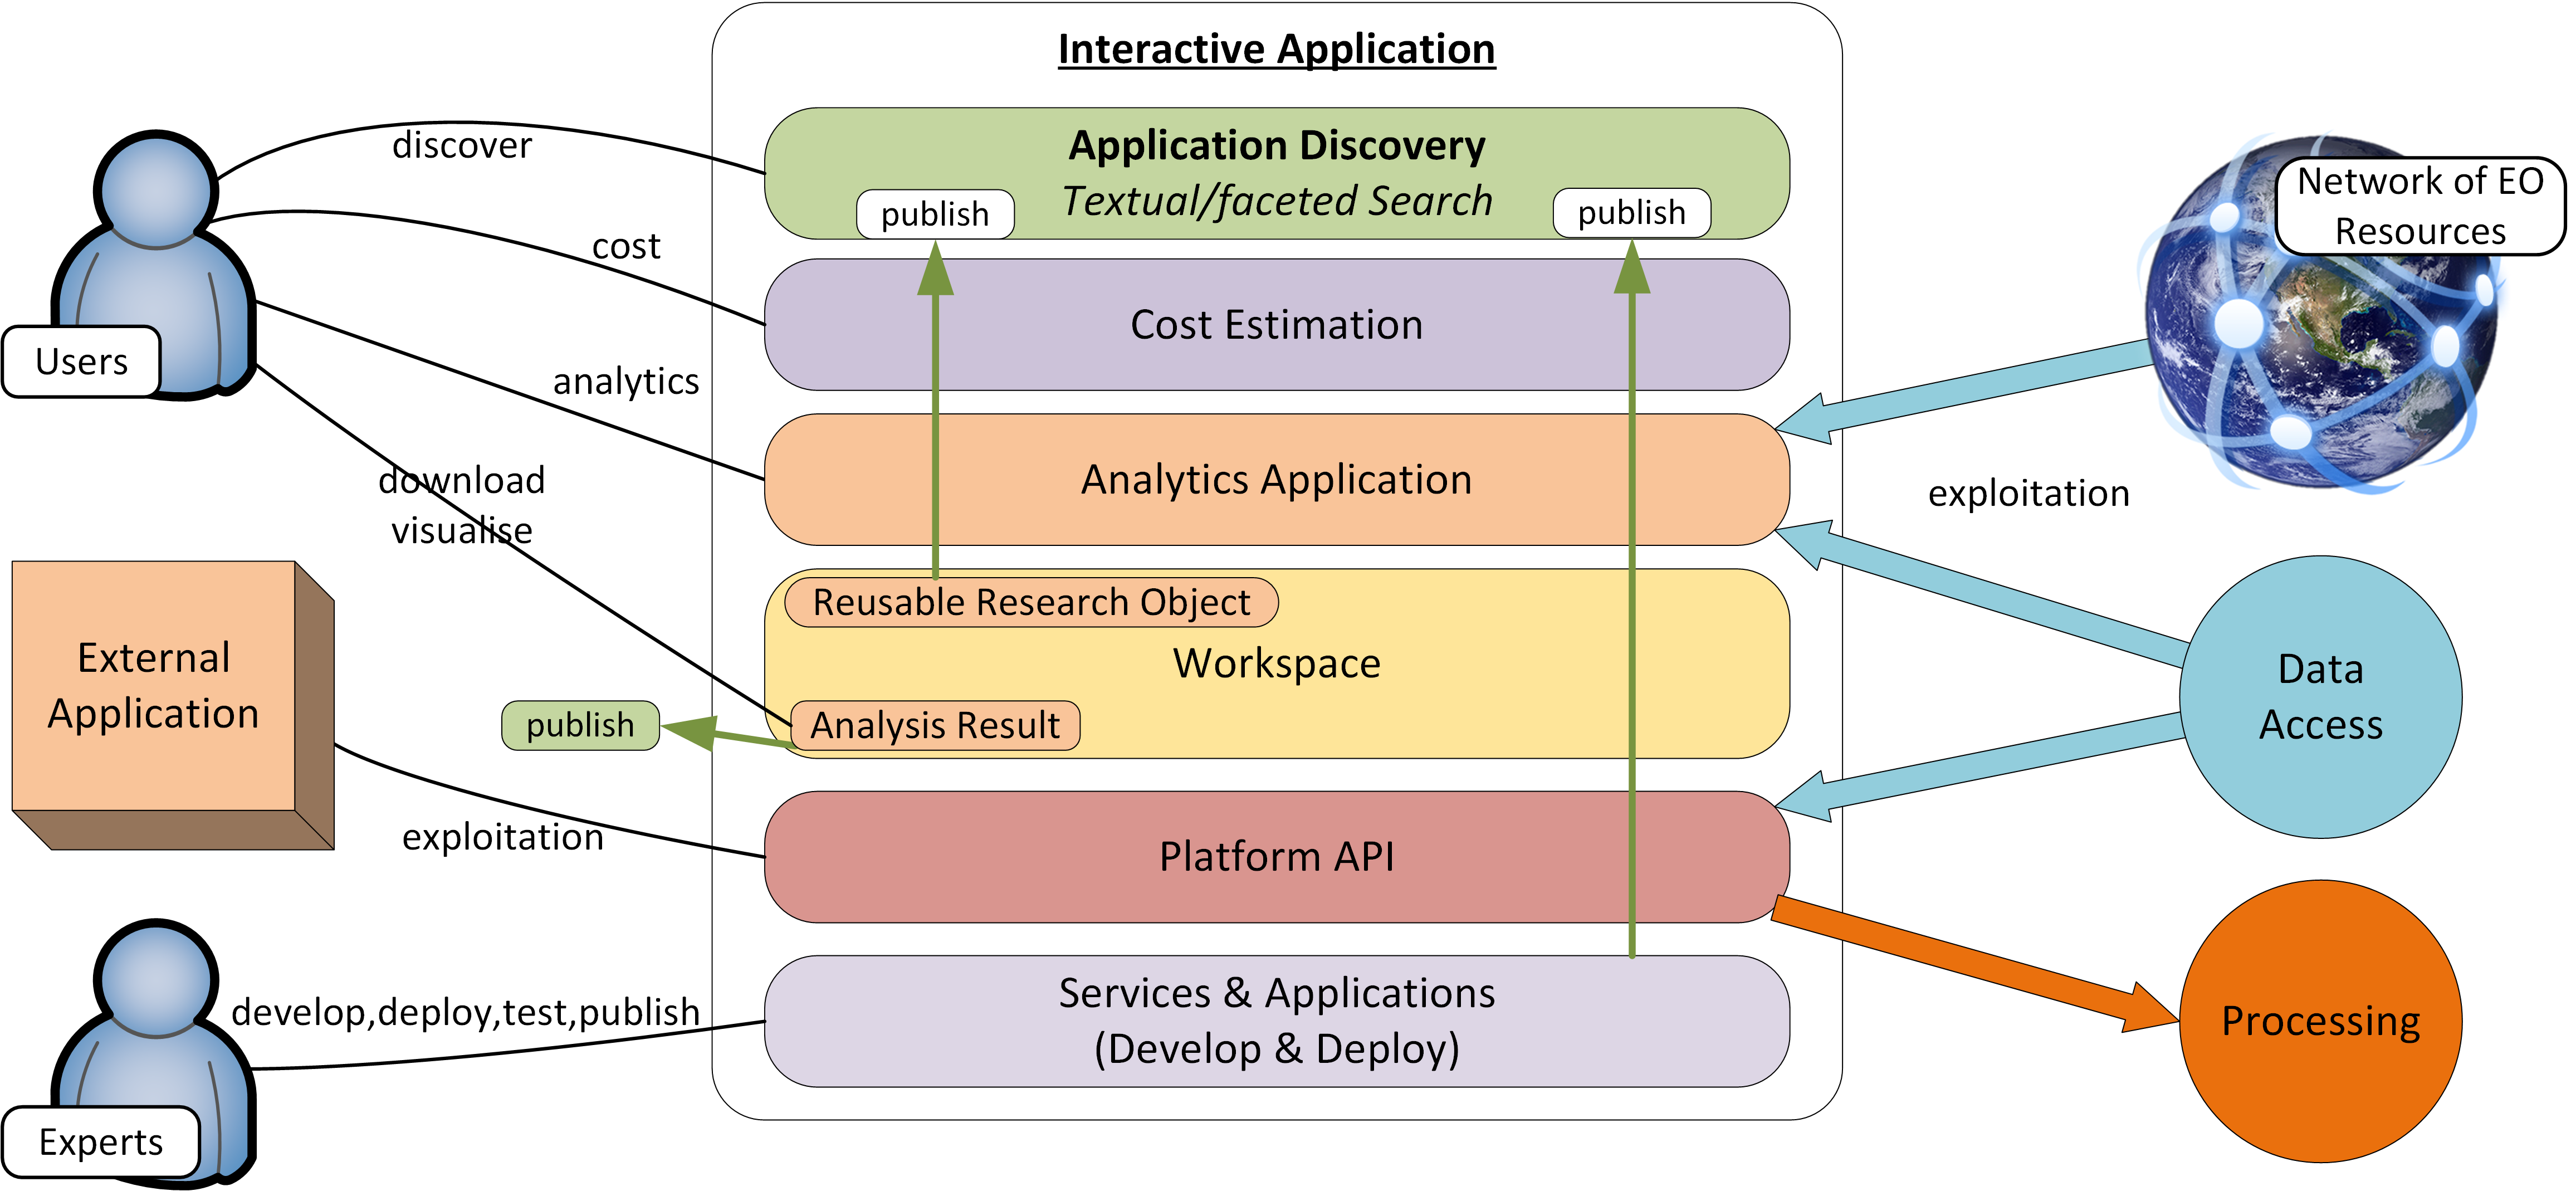 Interactive Application
Application Discovery
Textual/faceted Search
publish
publish
Cost Estimation
Analytics Application
Reusable Research Object
Workspace
Analysis Result
Platform API
Services & Applications
(Develop & Deploy)
discover
cost
analytics
download
visualise
Users
External
Application
publish
exploitation
develop,deploy,test,publish
Experts
Network of EO
Resources
exploitation
Data
Access
Processing